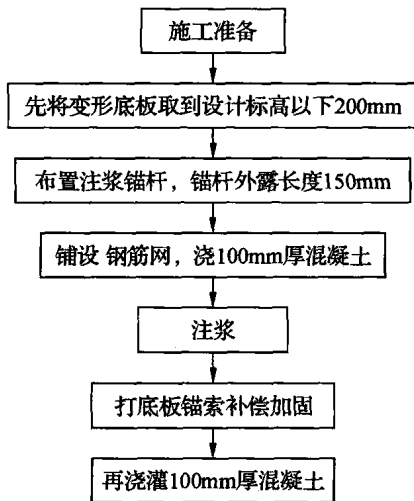 施工准备
先将变形底板取到设计标高以下200mm
布置注浆锚杆，锚杆外露长度150mm
铺设 钢筋网，浇100mm厚混凝土
注浆
打底板锚索补偿加固
再浇灌100mm厚混凝土